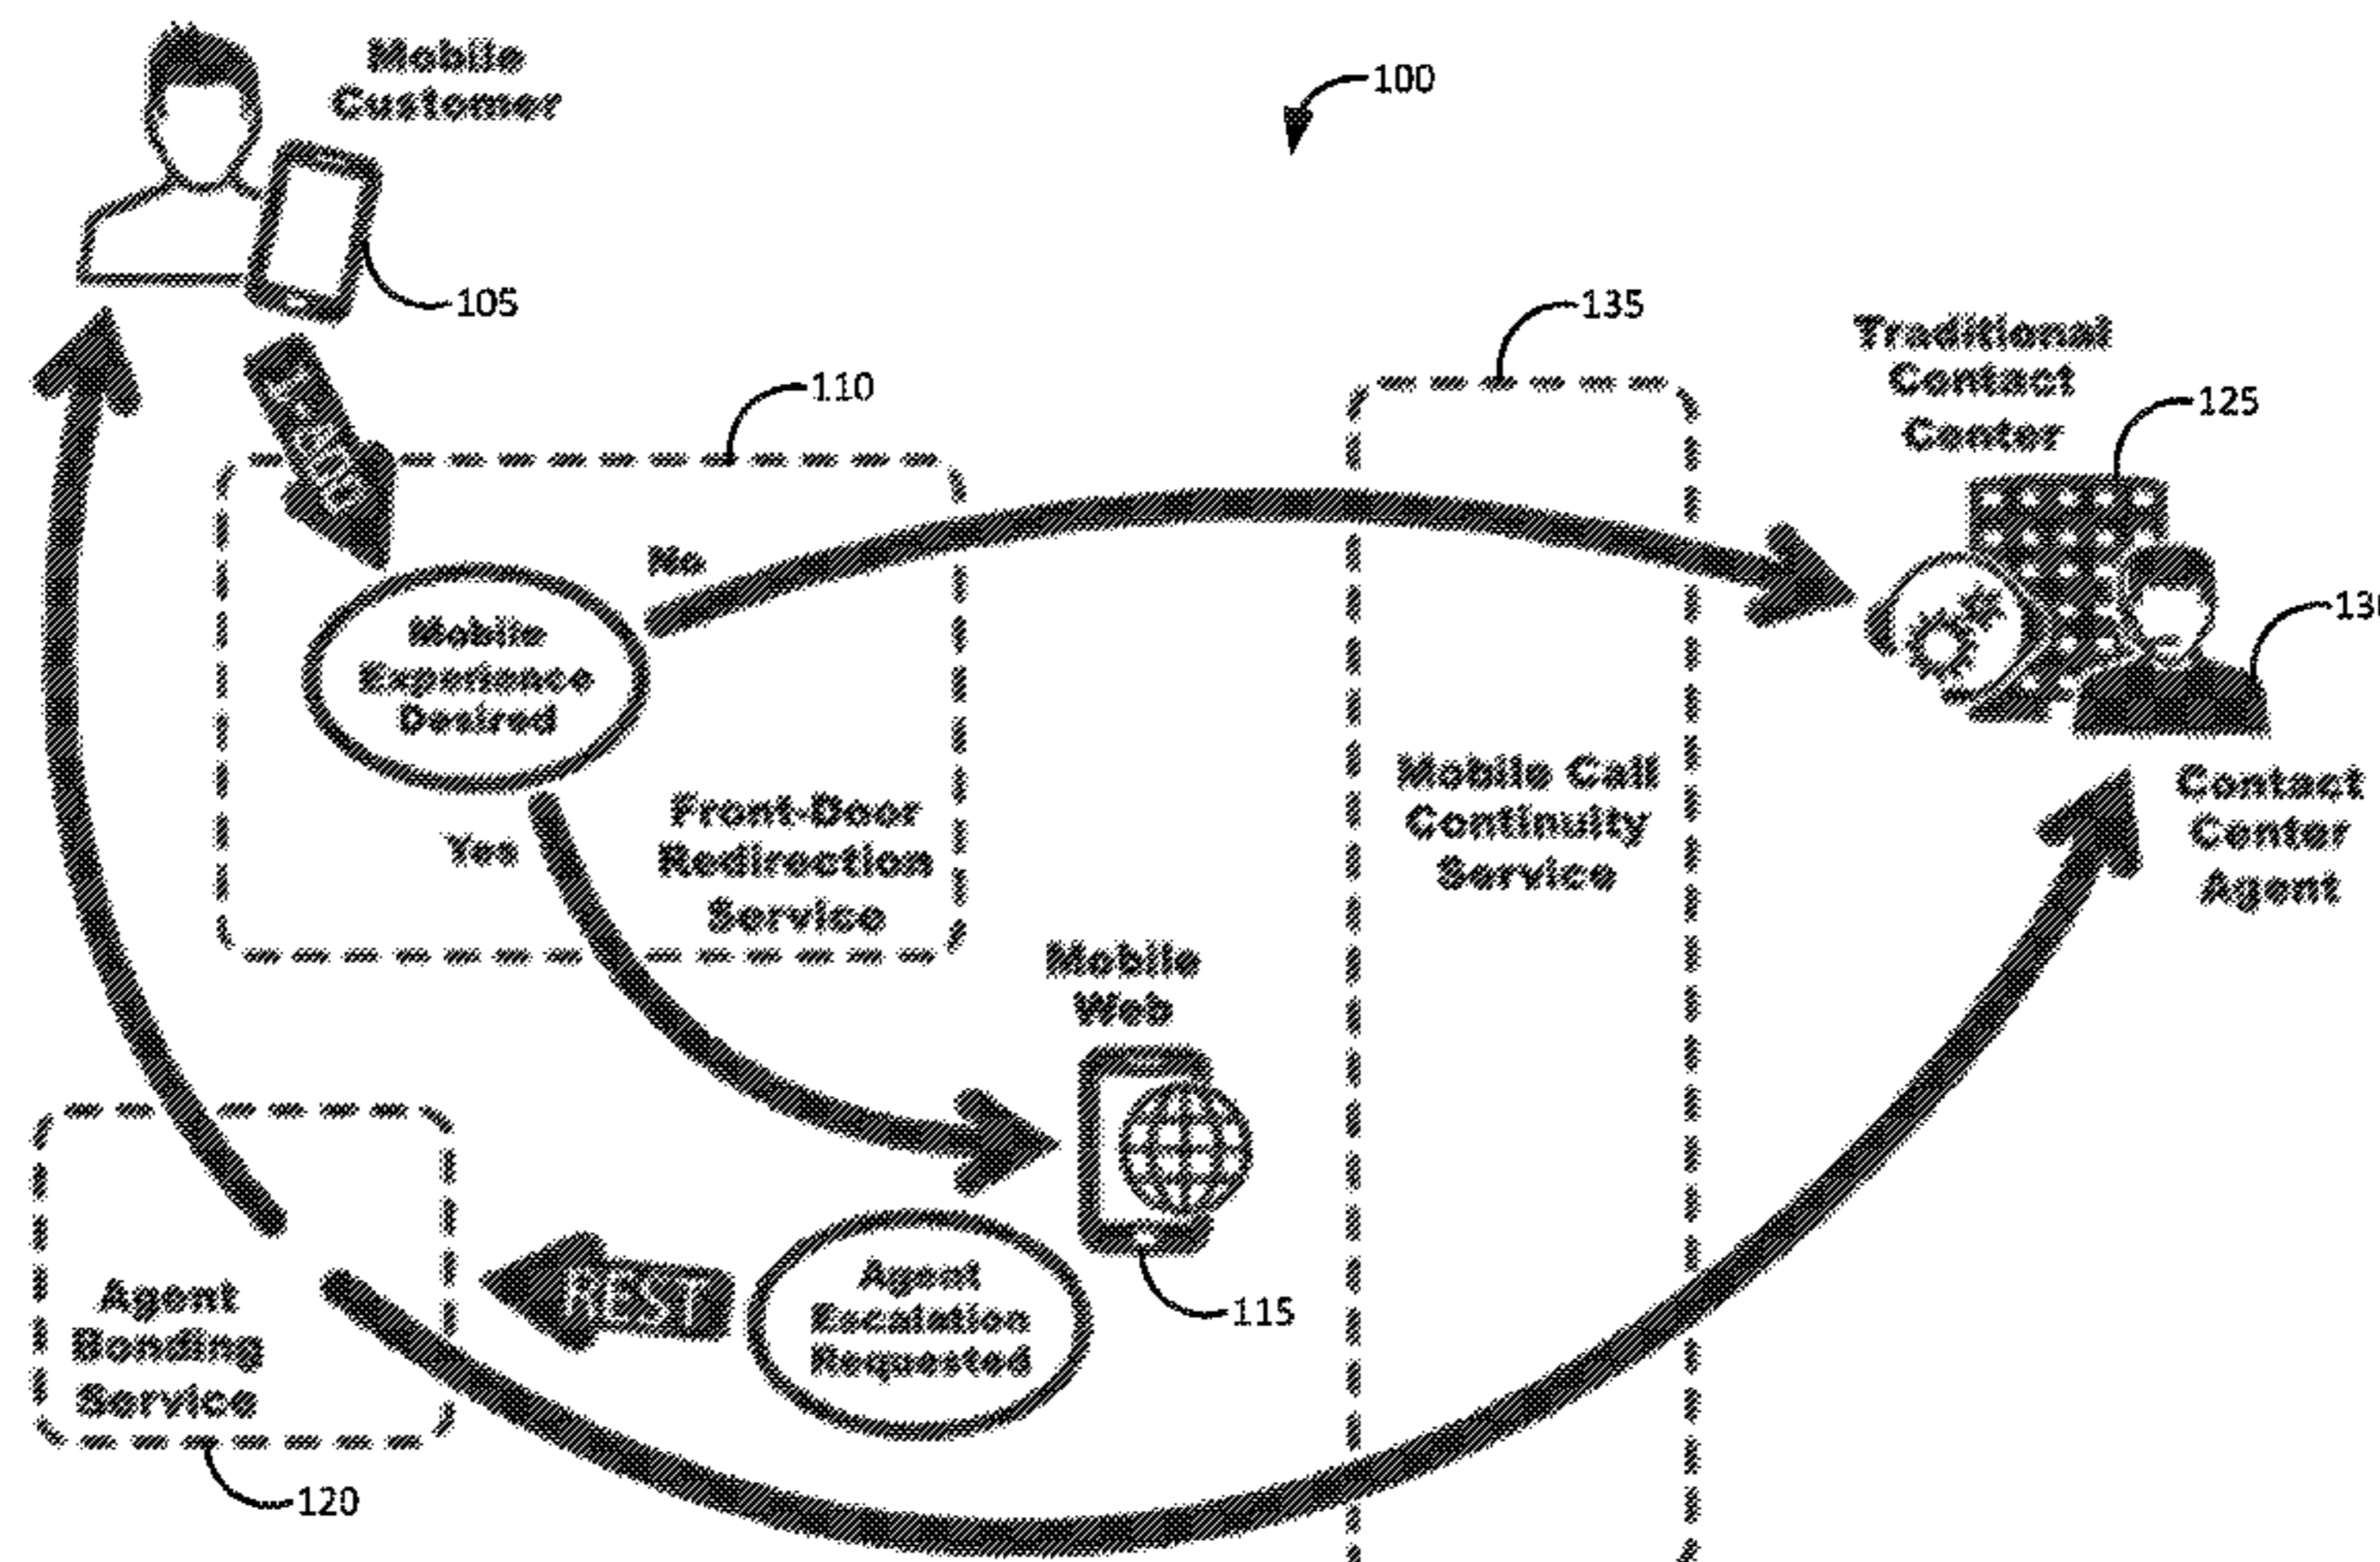 Mobile
Customer
100
105
135
110
Traditional
Contact
Center
125
No
Mobile
Experience
Desired
Yes
Front-Door
Redirection
Service
Mobile Call
Continuity
Service
Contact
Center
Agent
Mobile
Web
REST
Agent
Escalation
Requested
115
Agent
Bonding
Service
120